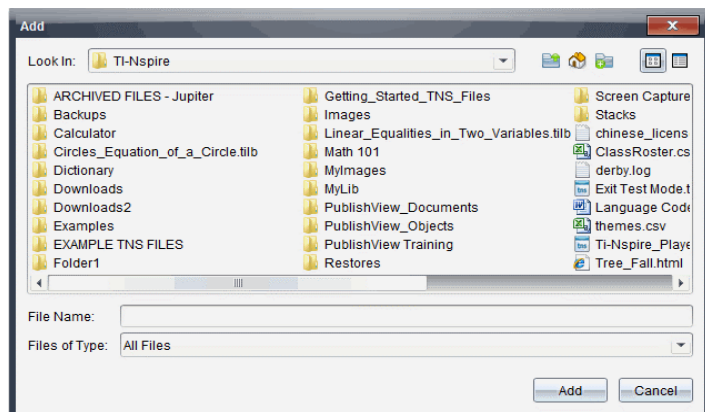 Add
Look In: TI-Nspire
ARCHIVED FILES - Jupiter
Backups
Calculator
Circles_Equation_of_a_Circle.tilb
Dictionary
Downloads
Downloads2
Examples
EXAMPLE TNS FILES
Folder1
Getting_Started_TNS_Files
Images
Linear_Equalities_in_Two_Variables.tilb
Math 101
MyImages
MyLib
PublishView_Documents
PublishView_Objects
PublishView Training
Restores
Screen Capture
Stacks
chinese_licens
ClassRoster.cs
derby.log
Exit Test Mode.t
Language Code
themes.csv
Ti-Nspire_Playe
Tree_Fall.html
File Name:
Files of Type: All Files
Add Cancel